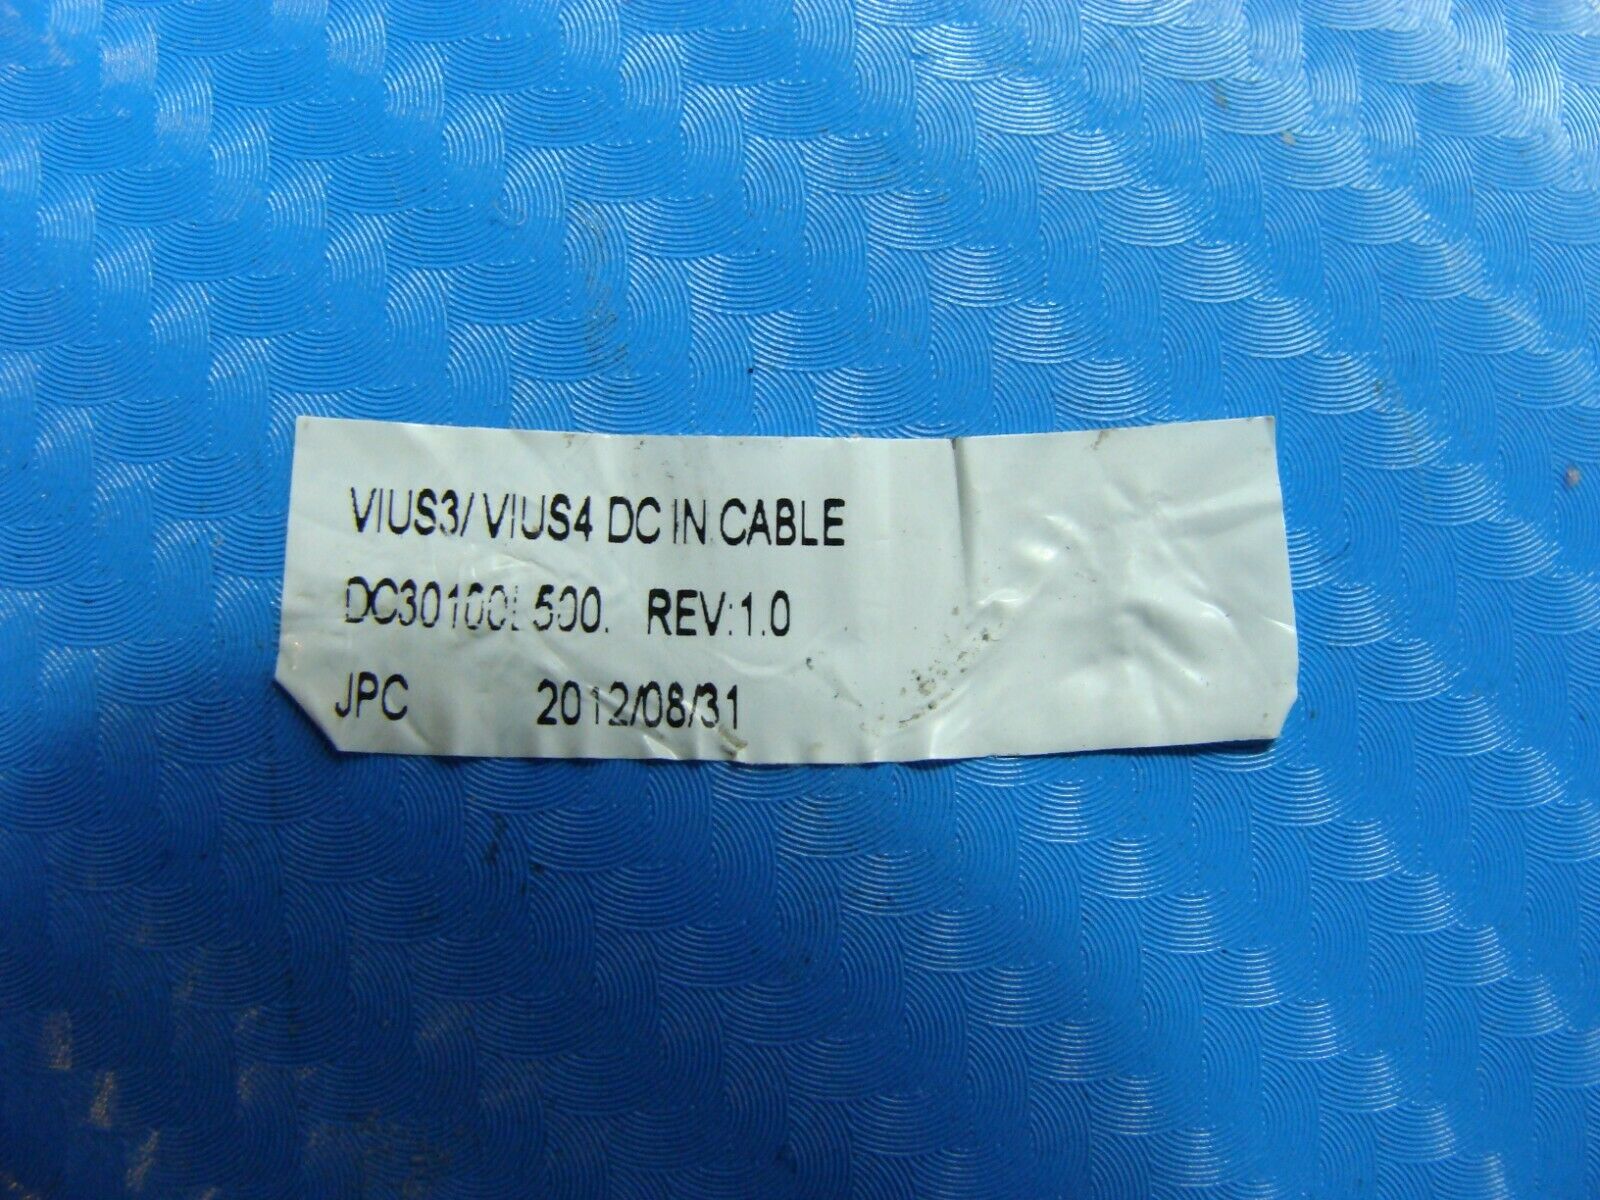 VIUS3/ VIUS4 DC IN CABLE
DC30100L500. REV:1.0
JPC 2012/08/31